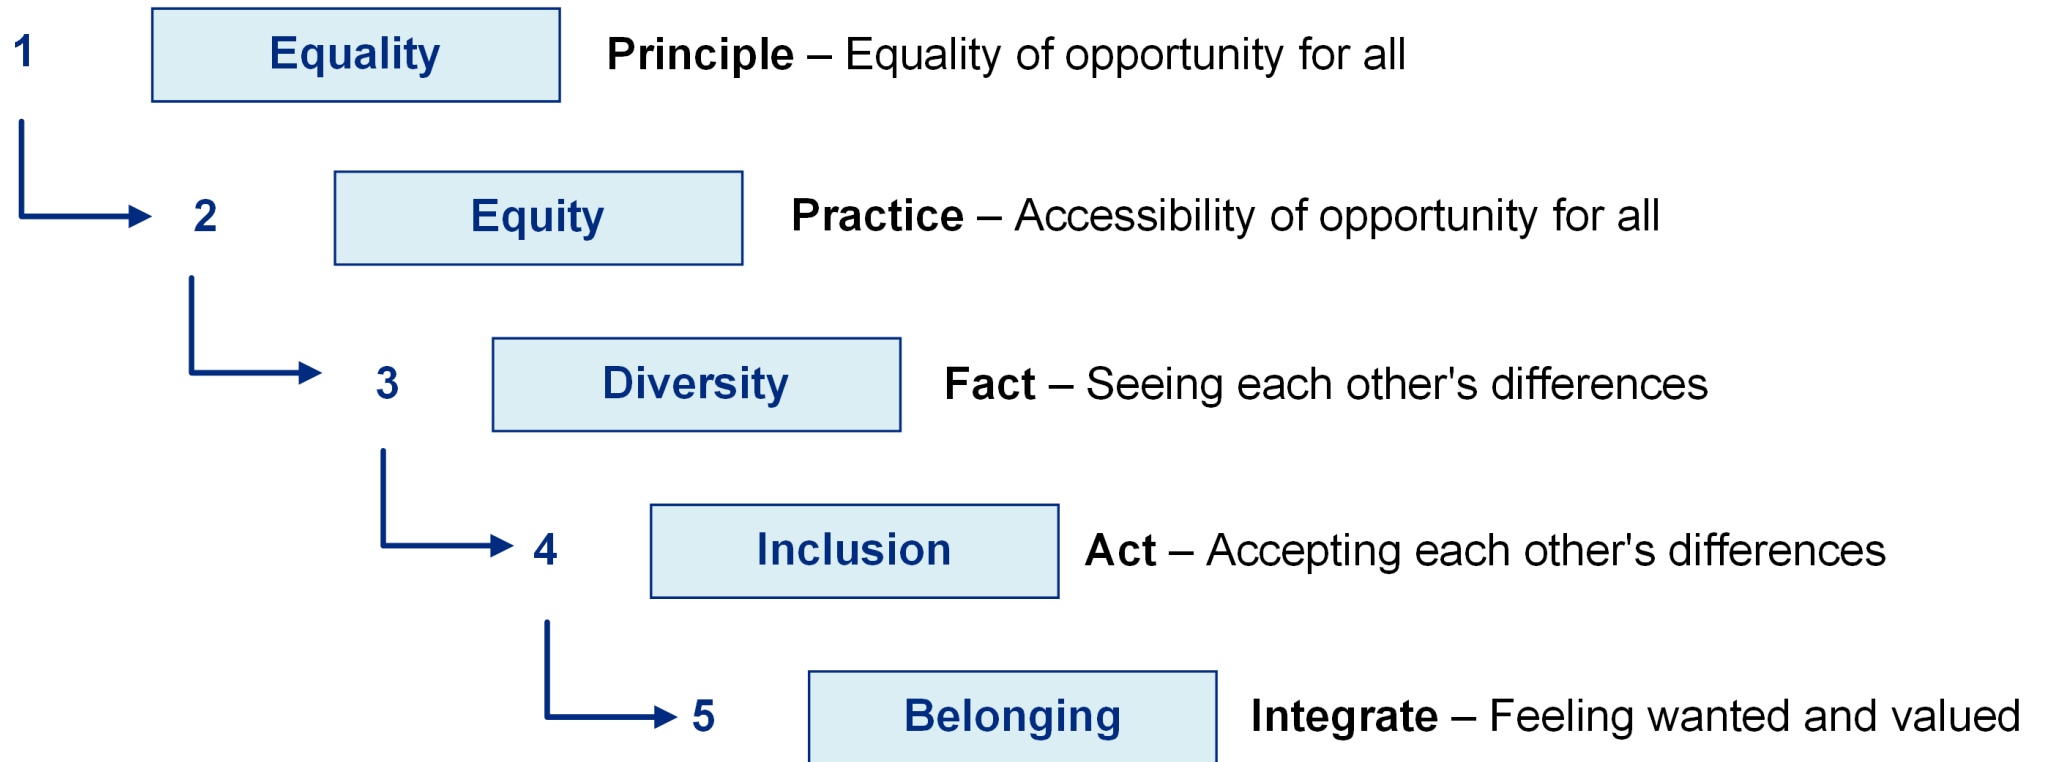 1 Equality Principle – Equality of opportunity for all
2 Equity Practice – Accessibility of opportunity for all
3 Diversity Fact – Seeing each other's differences
4 Inclusion Act – Accepting each other's differences
5 Belonging Integrate – Feeling wanted and valued